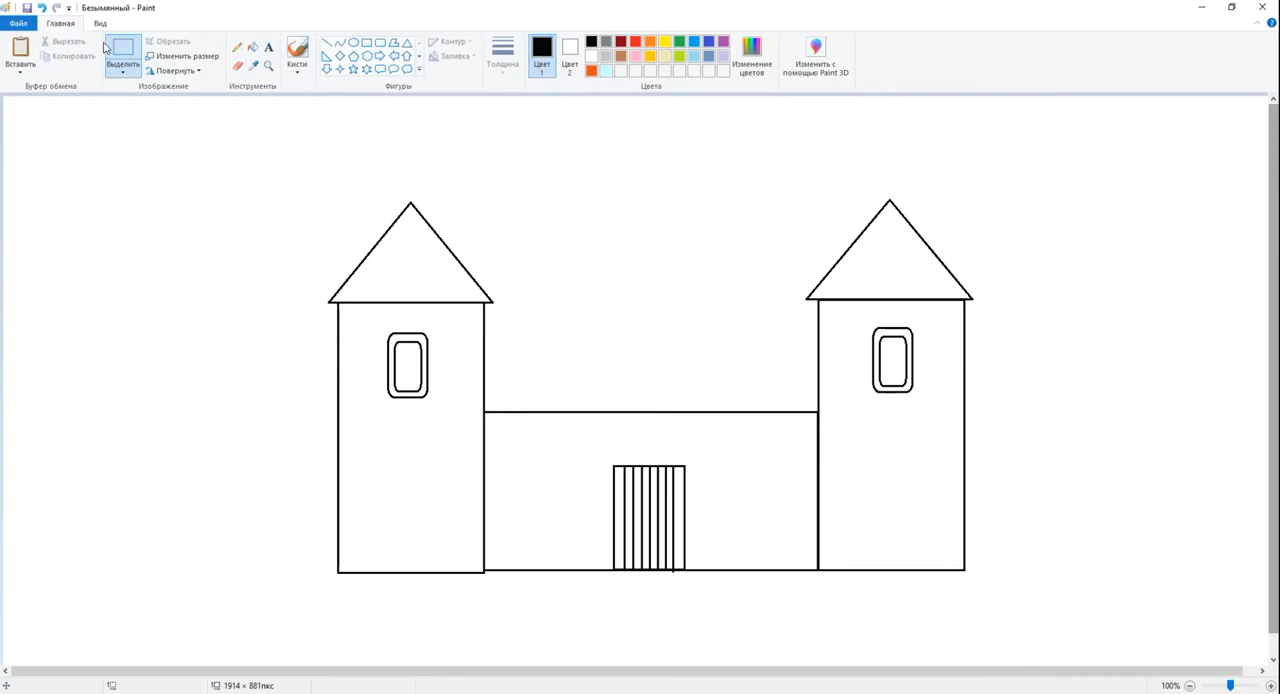 Безымянный - Paint
Файл Главная Вид
Вставить
Вырезать
Копировать
Буфер обмена
Выделить
Обрезать
Изменить размер
Повернуть
Изображение
A
Инструменты
Кисти
Контур
Заливка
Фигуры
Толщина
Цвет
1
Цвет
2
Изменение
цветов
Цвета
Изменить с
помощью Paint 3D
1914 × 881пкс
100%